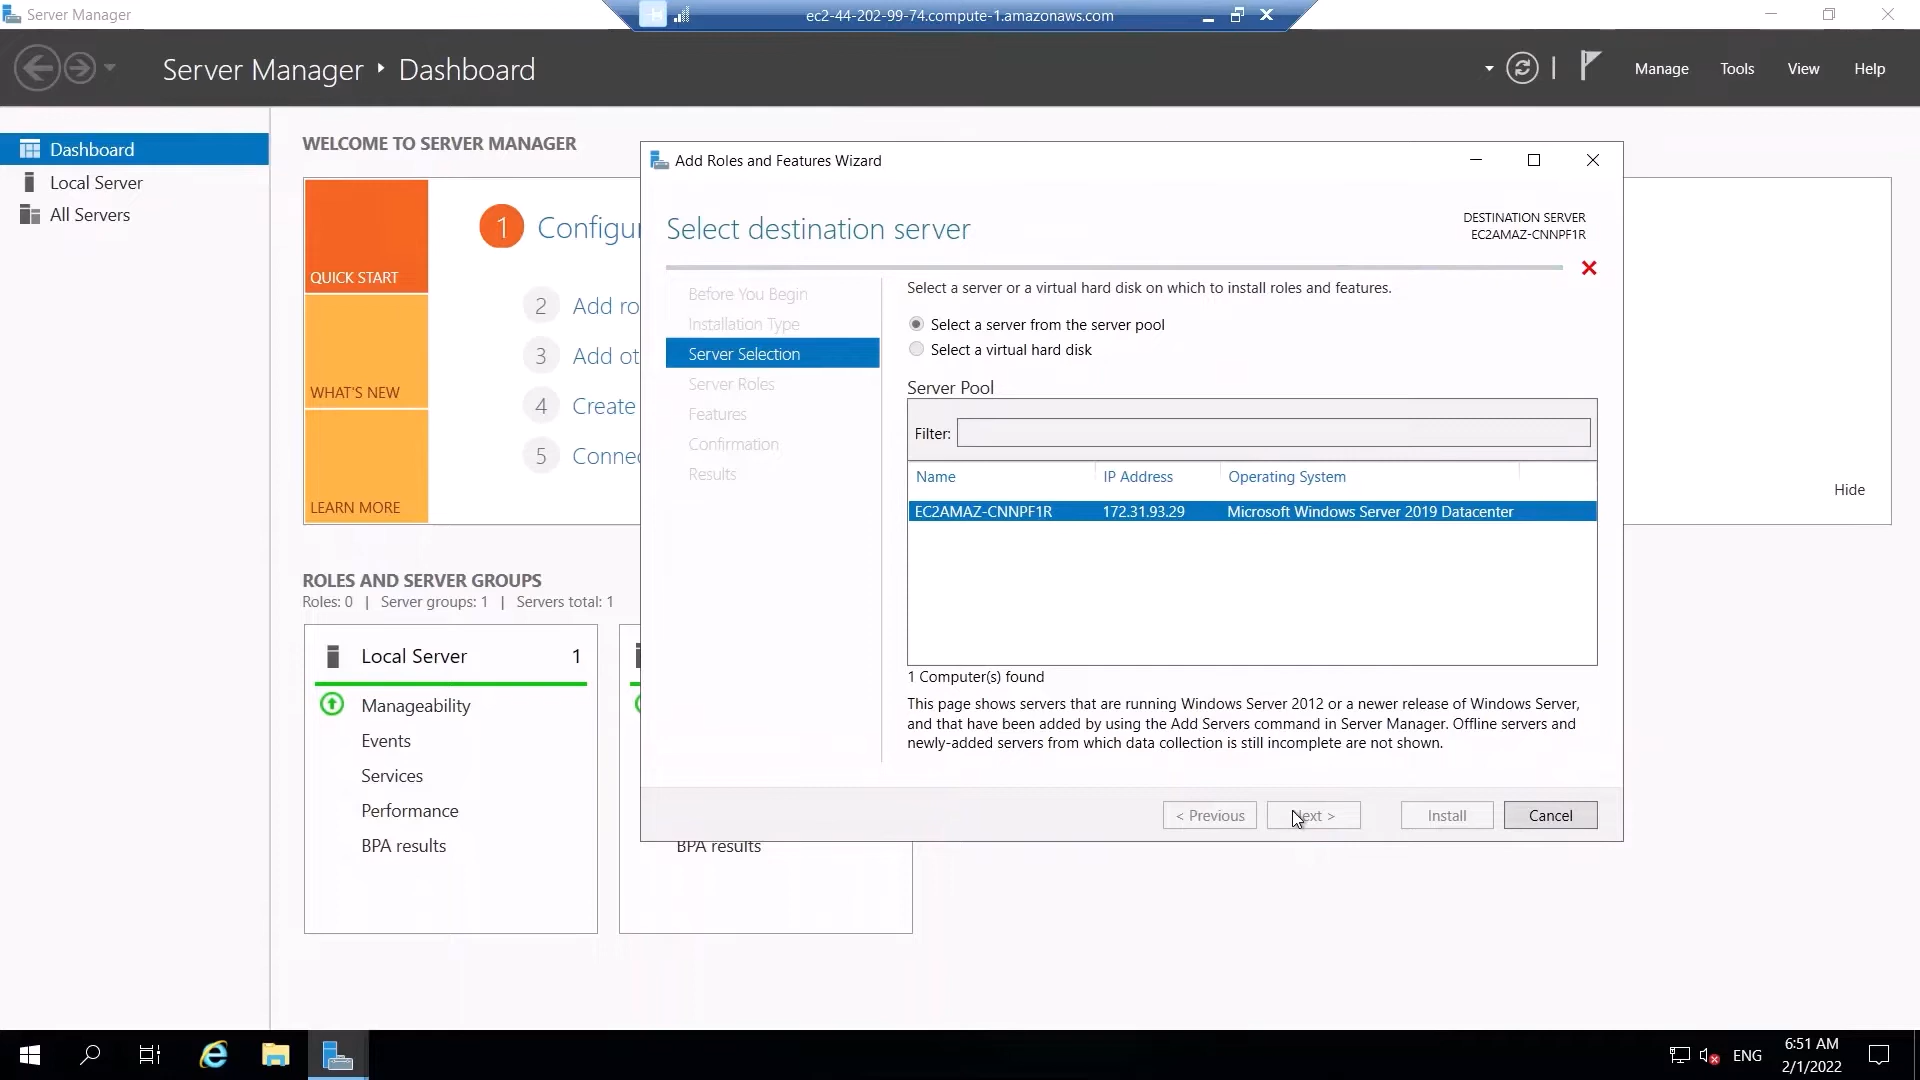 Server Manager
ec2-44-202-99-74.compute-1.amazonaws.com
Server Manager
Dashboard
Manage
Tools
View
Help
Dashboard
Local Server
All Servers
WELCOME TO SERVER MANAGER
QUICK START
WHAT'S NEW
LEARN MORE
1
Configu
2
Add ro
3
Add ot
4
Create
5
Connec
Hide
Add Roles and Features Wizard
Select destination server
DESTINATION SERVER
EC2AMAZ-CNNPF1R
Before You Begin
Installation Type
Server Selection
Server Roles
Features
Confirmation
Results
Select a server or a virtual hard disk on which to install roles and features.
Select a server from the server pool
Select a virtual hard disk
Server Pool
Filter:
Name IP Address Operating System
EC2AMAZ-CNNPF1R 172.31.93.29 Microsoft Windows Server 2019 Datacenter
1 Computer(s) found
This page shows servers that are running Windows Server 2012 or a newer release of Windows Server,
and that have been added by using the Add Servers command in Server Manager. Offline servers and
newly-added servers from which data collection is still incomplete are not shown.
< Previous
Next >
Install
Cancel
ROLES AND SERVER GROUPS
Roles: 0 | Server groups: 1 | Servers total: 1
Local Server 1
Manageability
Events
Services
Performance
BPA results
BPA results
ENG
6:51 AM
2/1/2022